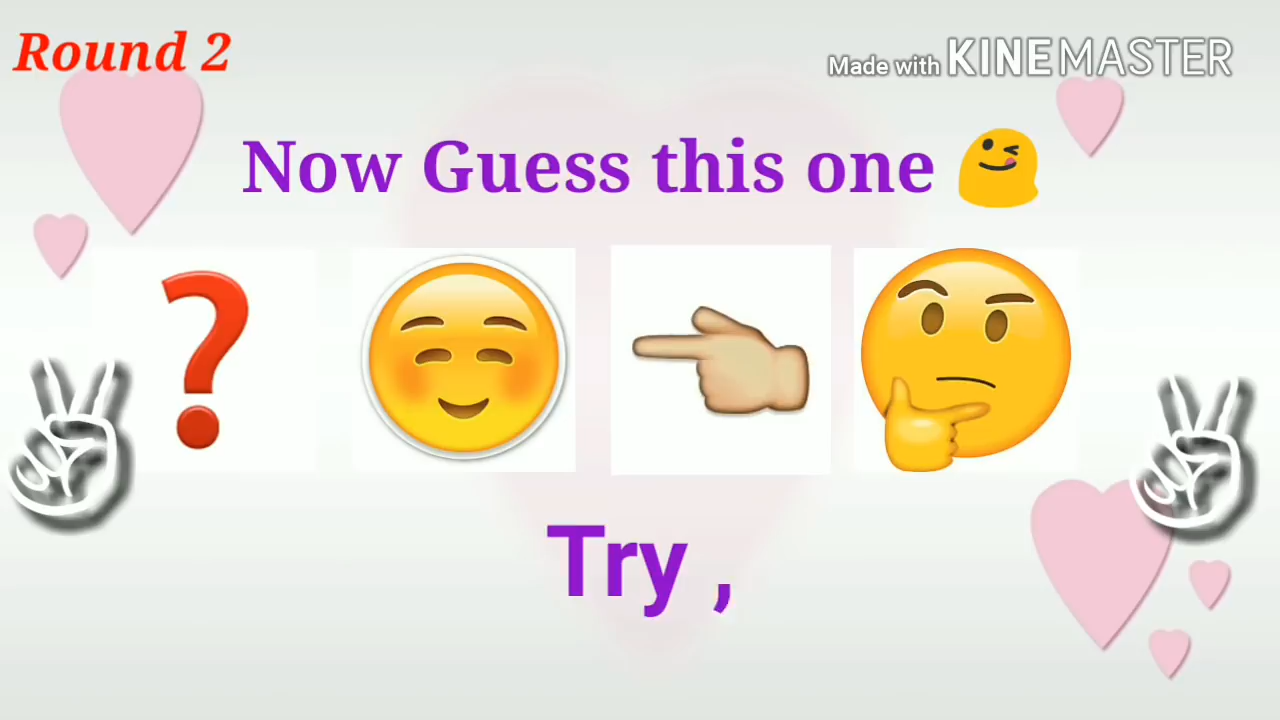 Round 2
Made with KINEMASTER
Now Guess this one 😋
❓ ☺️ 👈 🤔
Try ,